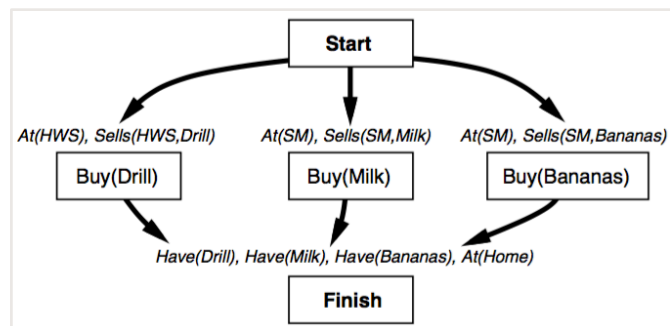 Start
At(HWS), Sells(HWS,Drill) At(SM), Sells(SM,Milk) At(SM), Sells(SM,Bananas)
Buy(Drill) Buy(Milk) Buy(Bananas)
Have(Drill), Have(Milk), Have(Bananas), At(Home)
Finish